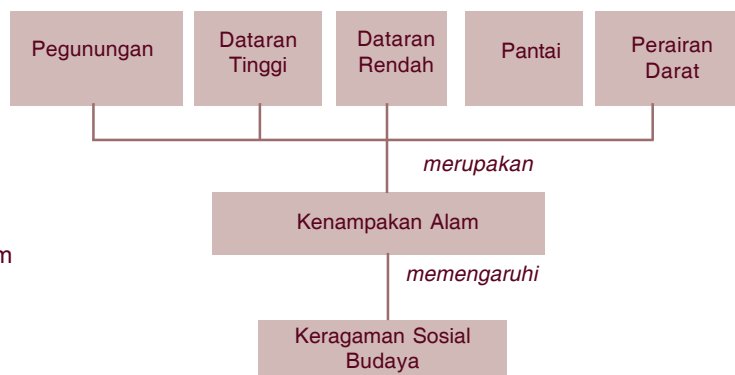 Pegunungan
Dataran
Tinggi
Dataran
Rendah
Pantai
Perairan
Darat
merupakan
Kenampakan Alam
memengaruhi
Keragaman Sosial
Budaya